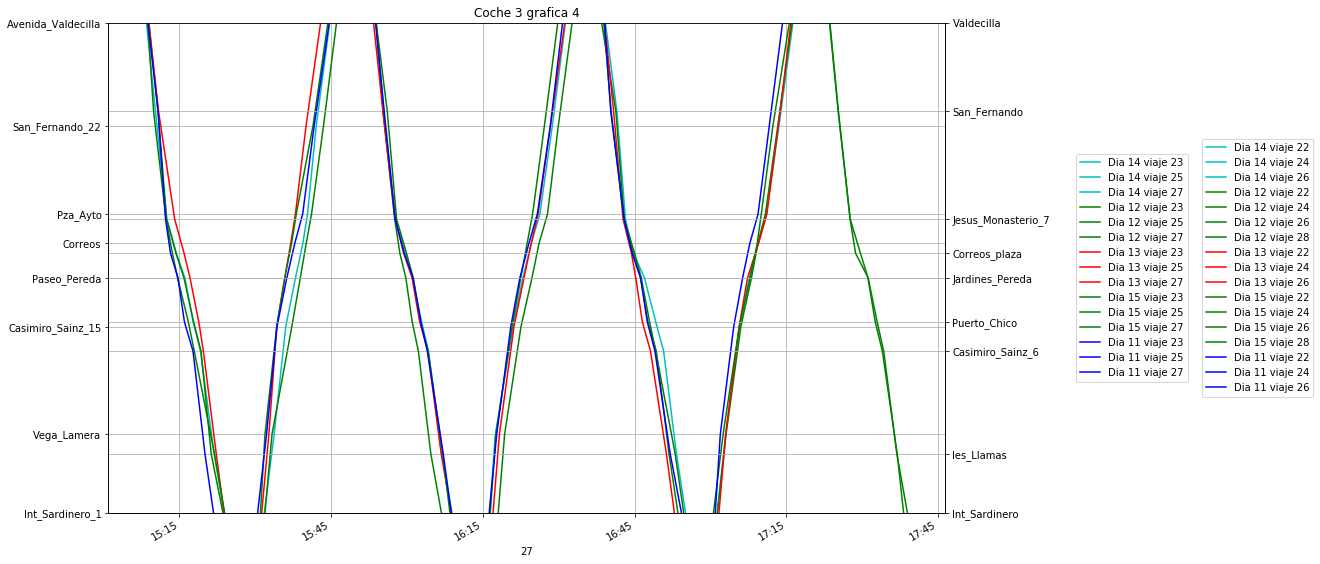 Coche 3 grafica 4
Avenida_Valdecilla
San_Fernando_22
Pza_Ayto
Correos
Paseo_Pereda
Casimiro_Sainz_15
Vega_Lamera
Int_Sardinero_1
Valdecilla
San_Fernando
Jesus_Monasterio_7
Correos_plaza
Jardines_Pereda
Puerto_Chico
Casimiro_Sainz_6
Ies_Llamas
Int_Sardinero
15:15
15:45
16:15
16:45
17:15
17:45
27
Dia 14 viaje 23
Dia 14 viaje 25
Dia 14 viaje 27
Dia 12 viaje 23
Dia 12 viaje 25
Dia 12 viaje 27
Dia 13 viaje 23
Dia 13 viaje 25
Dia 13 viaje 27
Dia 15 viaje 23
Dia 15 viaje 25
Dia 15 viaje 27
Dia 11 viaje 23
Dia 11 viaje 25
Dia 11 viaje 27
Dia 14 viaje 22
Dia 14 viaje 24
Dia 14 viaje 26
Dia 12 viaje 22
Dia 12 viaje 24
Dia 12 viaje 26
Dia 12 viaje 28
Dia 13 viaje 22
Dia 13 viaje 24
Dia 13 viaje 26
Dia 15 viaje 22
Dia 15 viaje 24
Dia 15 viaje 26
Dia 15 viaje 28
Dia 11 viaje 22
Dia 11 viaje 24
Dia 11 viaje 26